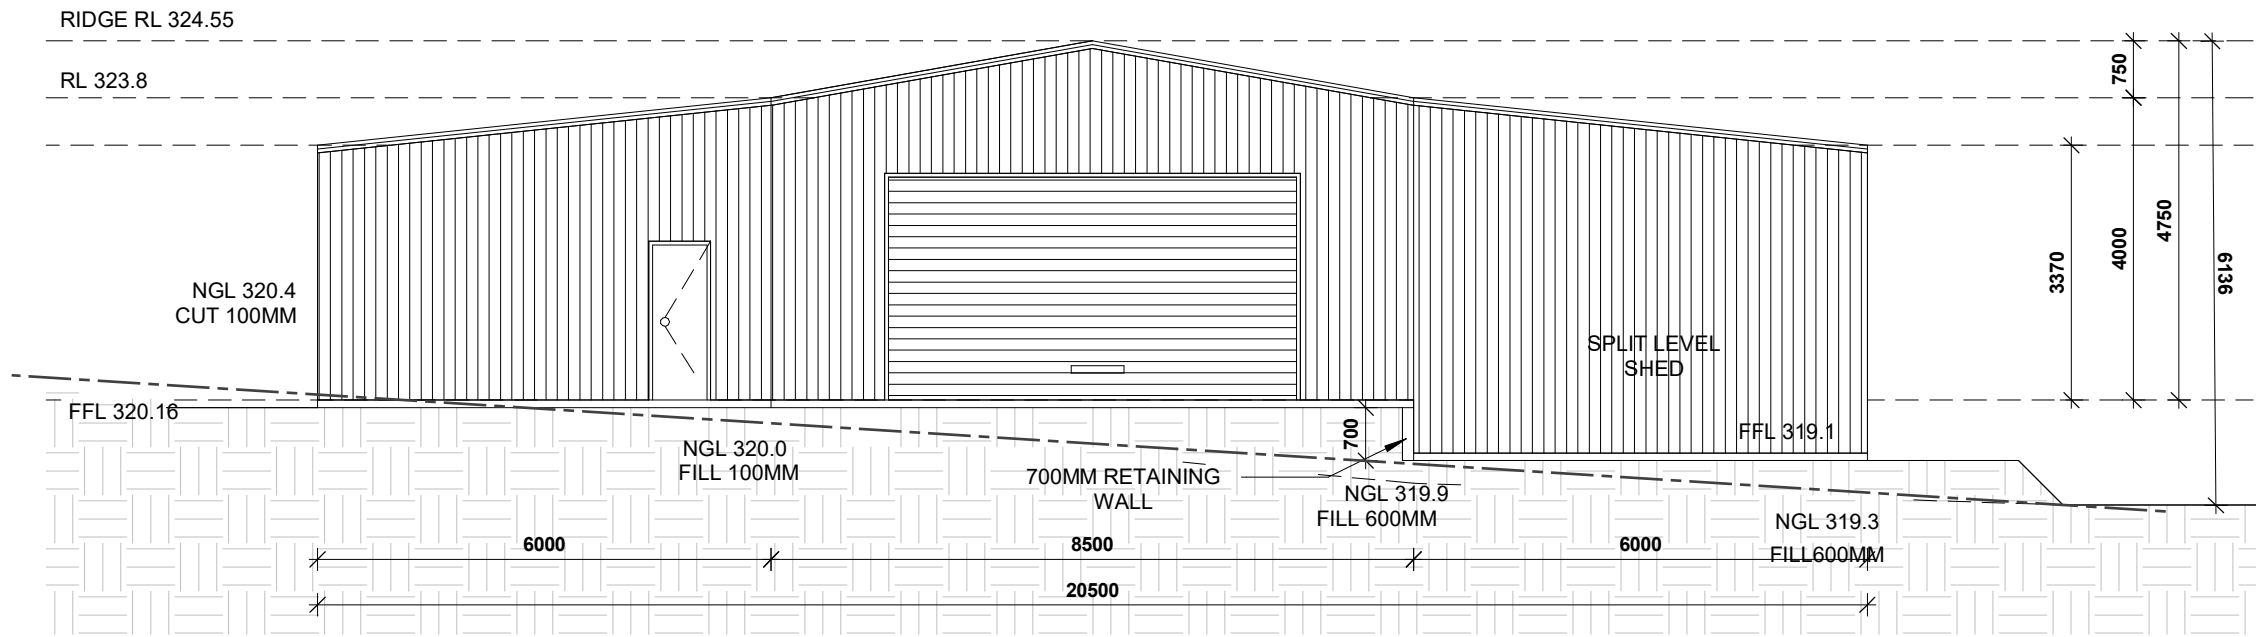 RIDGE RL 324.55
RL 323.8
750
4000
4750
3370
6136
NGL 320.4
CUT 100MM
SPLIT LEVEL
SHED
FFL 320.16
FFL 319.1
NGL 320.0
FILL 100MM
700
700MM RETAINING
WALL
NGL 319.9
FILL 600MM
NGL 319.3
FILL600MM
6000
8500
6000
20500